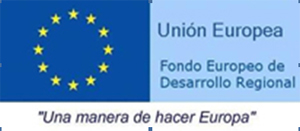 Unión Europea
Fondo Europeo de
Desarrollo Regional
"Una manera de hacer Europa"